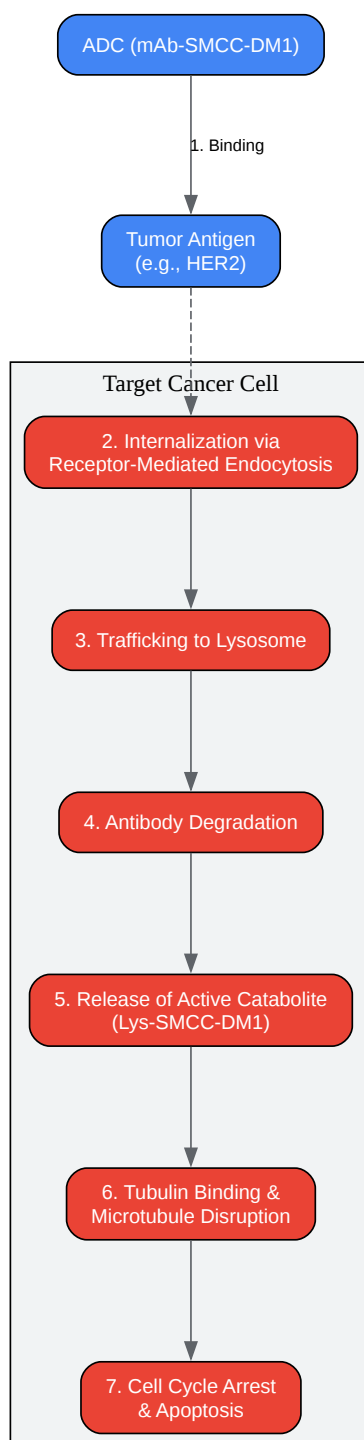 ADC (mAb-SMCC-DM1)
1. Binding
Tumor Antigen
(e.g., HER2)
Target Cancer Cell
2. Internalization via
Receptor-Mediated Endocytosis
3. Trafficking to Lysosome
4. Antibody Degradation
5. Release of Active Catabolite
(Lys-SMCC-DM1)
6. Tubulin Binding &
Microtubule Disruption
7. Cell Cycle Arrest
& Apoptosis